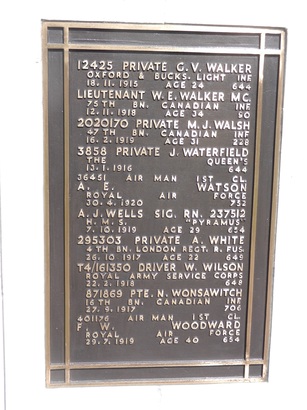 12425 PRIVATE G. V. WALKER
OXFORD & BUCKS. LIGHT INF
18. 11. 1915 AGE 24 644
LIEUTENANT W. E. WALKER MC.
75TH BN. CANADIAN INF
12. 11. 1918 AGE 34 50
2020170 PRIVATE M. J. WALSH
47TH BN. CANADIAN INF
16. 2. 1919 AGE 31 228
3858 PRIVATE J. WATERFIELD
THE QUEEN'S
13. 1. 1916 644
36451 AIR MAN 1ST CL.
A. E. WATSON
ROYAL AIR FORCE
30. 4. 1920 752
A. J. WELLS SIG. RN. 237512
H. M. S. "PYRAMUS"
7. 10. 1919 AGE 29 654
295303 PRIVATE A. WHITE
4TH BN. LONDON REGT. R. FUS.
26. 10. 1917 AGE 22 649
T4/161350 DRIVER W. WILSON
ROYAL ARMY SERVICE CORPS
22. 2. 1918 648
871869 PTE. N. WONSAWITCH
16TH BN. CANADIAN INF
27. 9. 1917 706
401176 AIR MAN 1ST CL.
F. W. WOODWARD
ROYAL AIR FORCE
29. 7. 1919 AGE 40 654